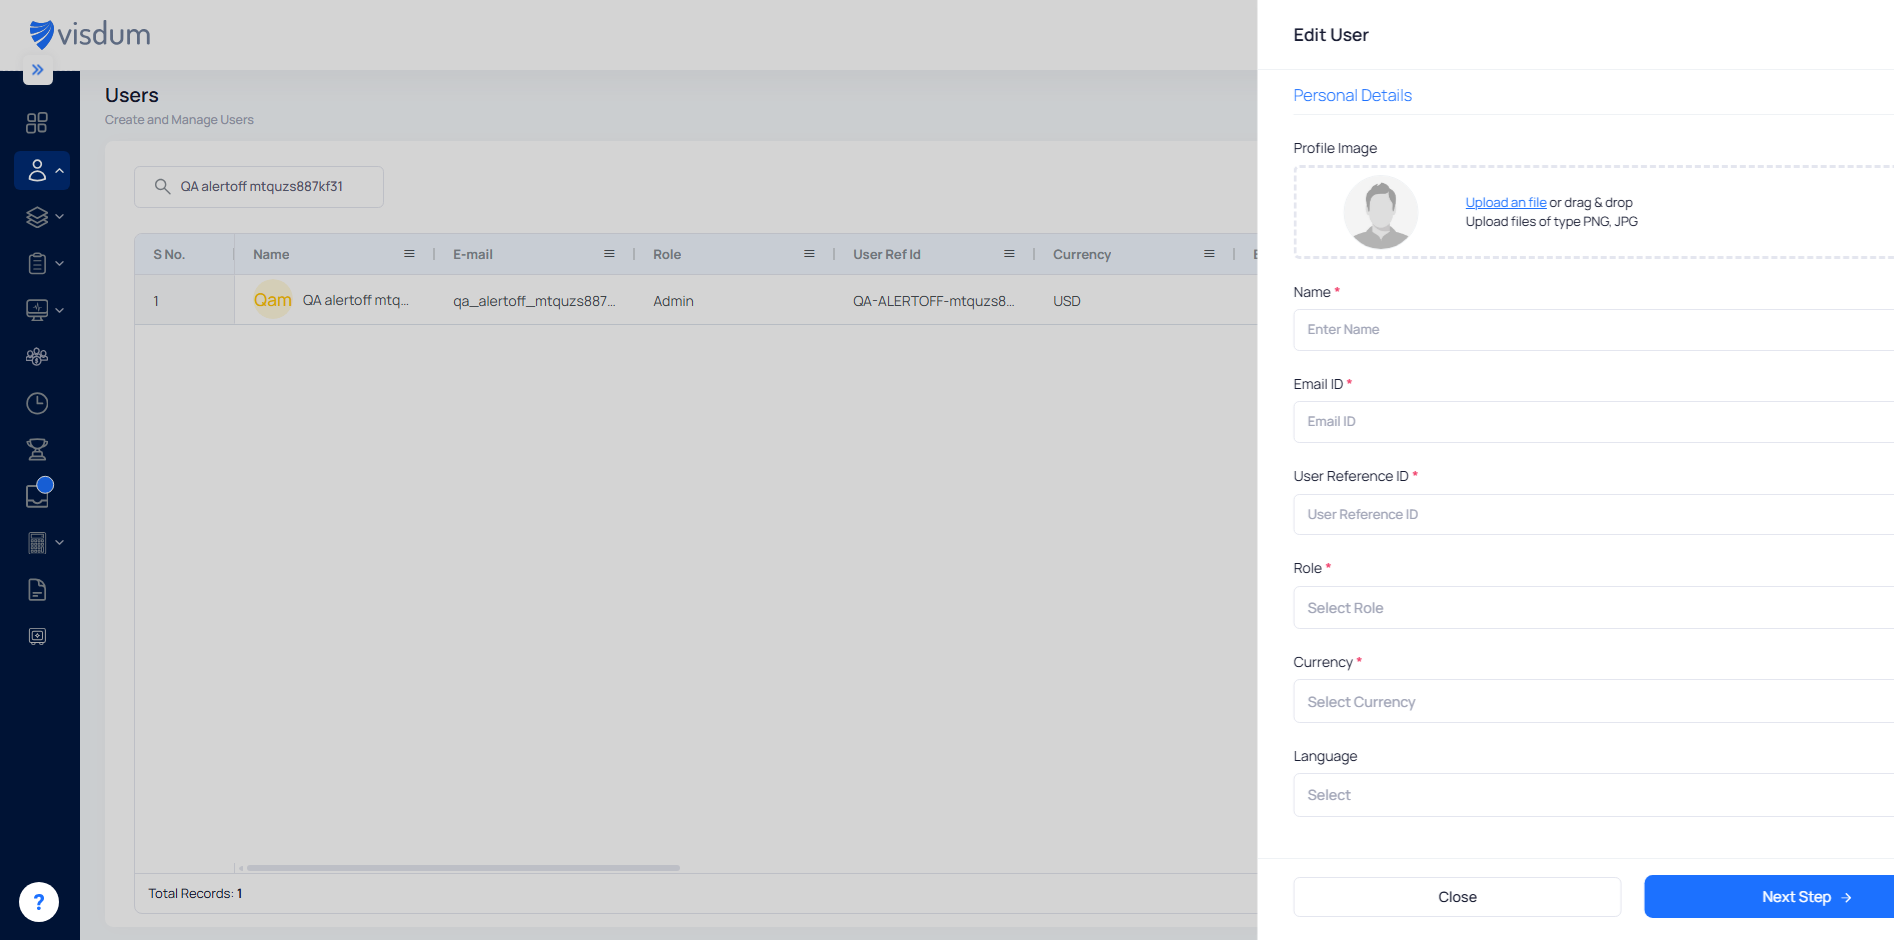 visdum
Users
Create and Manage Users
QA alertoff mtquzs887kf31
S No.
Name
E-mail
Role
User Ref Id
Currency
1
Qam
QA alertoff mtq...
qa_alertoff_mtquzs887...
Admin
QA-ALERTOFF-mtquzs8...
USD
Total Records: 1
?
Edit User
Personal Details
Profile Image
Upload an file or drag & drop
Upload files of type PNG, JPG
Name *
Enter Name
Email ID *
Email ID
User Reference ID *
User Reference ID
Role *
Select Role
Currency *
Select Currency
Language
Select
Close
Next Step →